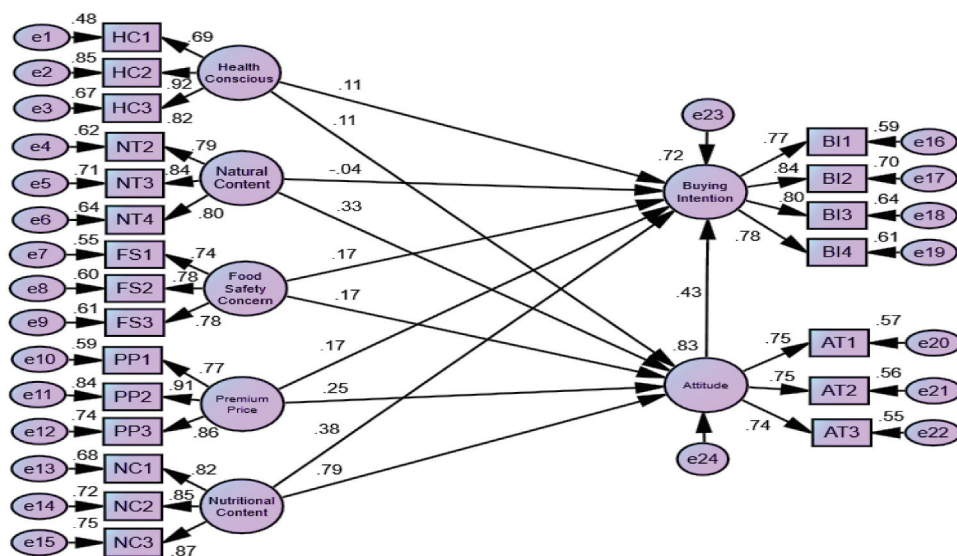 .48
e1
HC1
.69
.85
e2
HC2
.92
.67
e3
HC3
.82
Health
Conscious
.11
.11
.62
e4
NT2
.79
.71
e5
NT3
.84
.64
e6
NT4
.80
Natural
Content
-.04
.33
.55
e7
FS1
.74
.60
e8
FS2
.78
.61
e9
FS3
.78
Food
Safety
Concern
.17
.17
.59
e10
PP1
.77
.84
e11
PP2
.91
.74
e12
PP3
.86
Premium
Price
.17
.25
.68
e13
NC1
.82
.72
e14
NC2
.85
.75
e15
NC3
.87
Nutritional
Content
.38
.79
e23
.72
Buying
Intention
.77
BI1
.59
e16
.84
BI2
.70
e17
.80
BI3
.64
e18
.78
BI4
.61
e19
.43
.83
Attitude
e24
.75
AT1
.57
e20
.75
AT2
.56
e21
.74
AT3
.55
e22